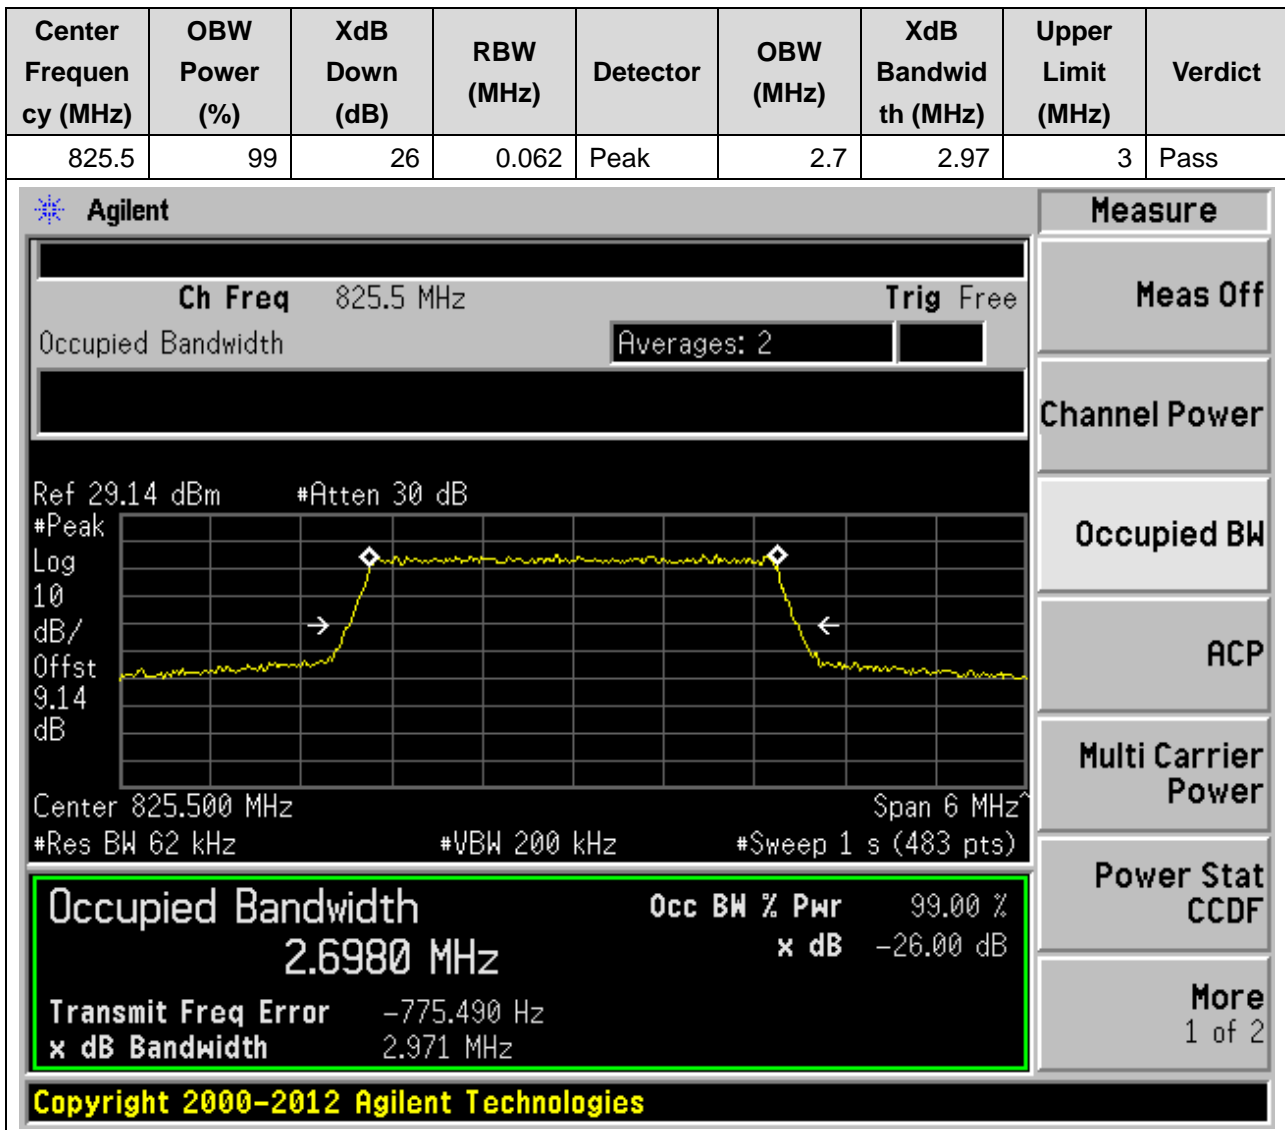 Center Frequen cy (MHz)
OBW Power (%)
XdB Down (dB)
RBW (MHz)
Detector
OBW (MHz)
XdB Bandwid th (MHz)
Upper Limit (MHz)
Verdict
825.5 99 26 0.062 Peak 2.7 2.97 3 Pass
Agilent
Ch Freq 825.5 MHz Trig Free
Occupied Bandwidth Averages: 2
Ref 29.14 dBm #Atten 30 dB
#Peak
Log
10
dB/
Offst
9.14
dB
Center 825.500 MHz Span 6 MHz^
#Res BW 62 kHz #VBW 200 kHz #Sweep 1 s (483 pts)
Occupied Bandwidth Occ BW % Pwr 99.00 %
2.6980 MHz x dB -26.00 dB
Transmit Freq Error -775.490 Hz
x dB Bandwidth 2.971 MHz
Copyright 2000-2012 Agilent Technologies
Measure
Meas Off
Channel Power
Occupied BW
ACP
Multi Carrier
Power
Power Stat
CCDF
More
1 of 2